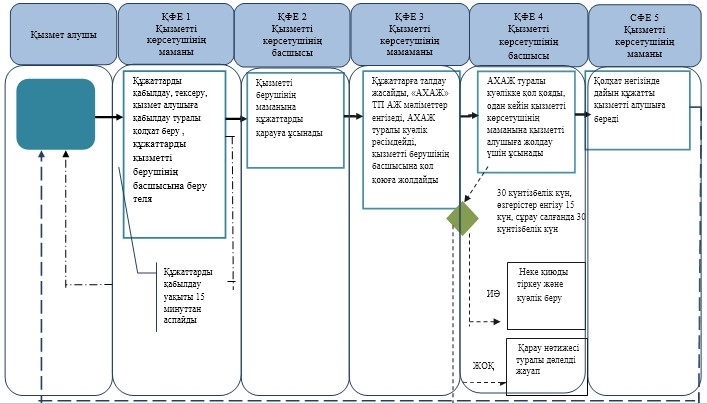 Қызмет алушы
ҚФЕ 1
Қызметті
көрсетушінің
маманы
ҚФЕ 2
Қызметті
көрсетушінің
басшысы
ҚФЕ 3
Қызметті
көрсетушінің
мамаманы
ҚФЕ 4
Қызметті
көрсетушінің
басшысы
СФЕ 5
Қызметті
көрсетушінің
маманы
Құжаттарды
қабылдау, тексеру,
қызмет алушыға
қабылдау туралы
қолхат беру ,
құжаттарды
қызметті
берушінің
басшысына беру
теля
Қызметті
берушінің
маманына
құжаттарды
қарауға ұсынады
Құжаттарға талдау
жасайды, «АХАЖ»
ТП АЖ мәліметтер
енгізеді, АХАЖ
туралы куәлік
рәсімдейді,
қызметті берушінің
басшысына қол
қоюға жолдайды
АХАЖ туралы
куәлікке қол қояды,
одан кейін қызметті
көрсетушінің
маманына қызметті
алушыға жолдау
үшін ұсынады
Қолхат негізінде
дайын құжатты
қызметті алушыға
береді
30 күнтізбелік күн,
өзгерістер енгізу 15
күн, сұрау салғанда 30
күнтізбелік күн
Құжаттарды
қабылдау
уақыты 15
минуттан
аспайды
ИӘ
Неке қиюды
тіркеу және
куәлік беру
ЖОҚ
Қарау нәтижесі
туралы дәлелді
жауап